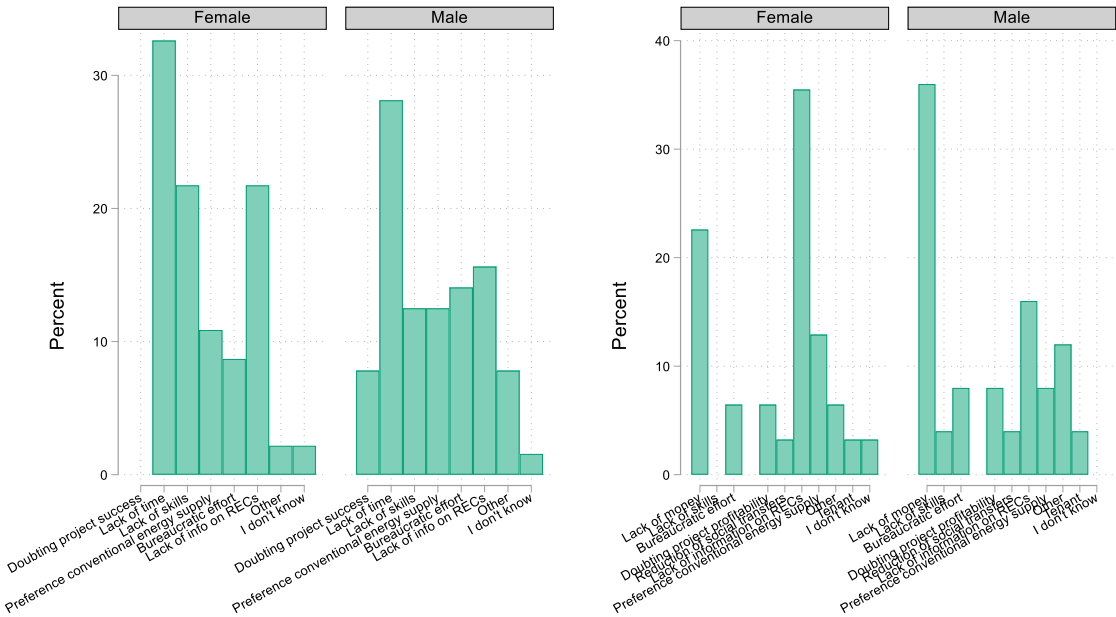 Female
Male
Percent
30
20
10
0
Doubting project success
Lack of time
Lack of skills
Preference conventional energy supply
Bureaucratic effort
Lack of info on RECs
Other
I don't know
Doubting project success
Lack of time
Lack of skills
Preference conventional energy supply
Bureaucratic effort
Lack of info on RECs
Other
I don't know
Female
Male
Percent
40
30
20
10
0
Lack of money
Lack of skills
Bureaucratic effort
Doubting project profitability
Reduction of social transfers
Lack of information on RECs
Preference conventional energy supply
Other
Tenant
I don't know
Lack of money
Lack of skills
Bureaucratic effort
Doubting project profitability
Reduction of social transfers
Lack of information on RECs
Preference conventional energy supply
Other
Tenant
I don't know